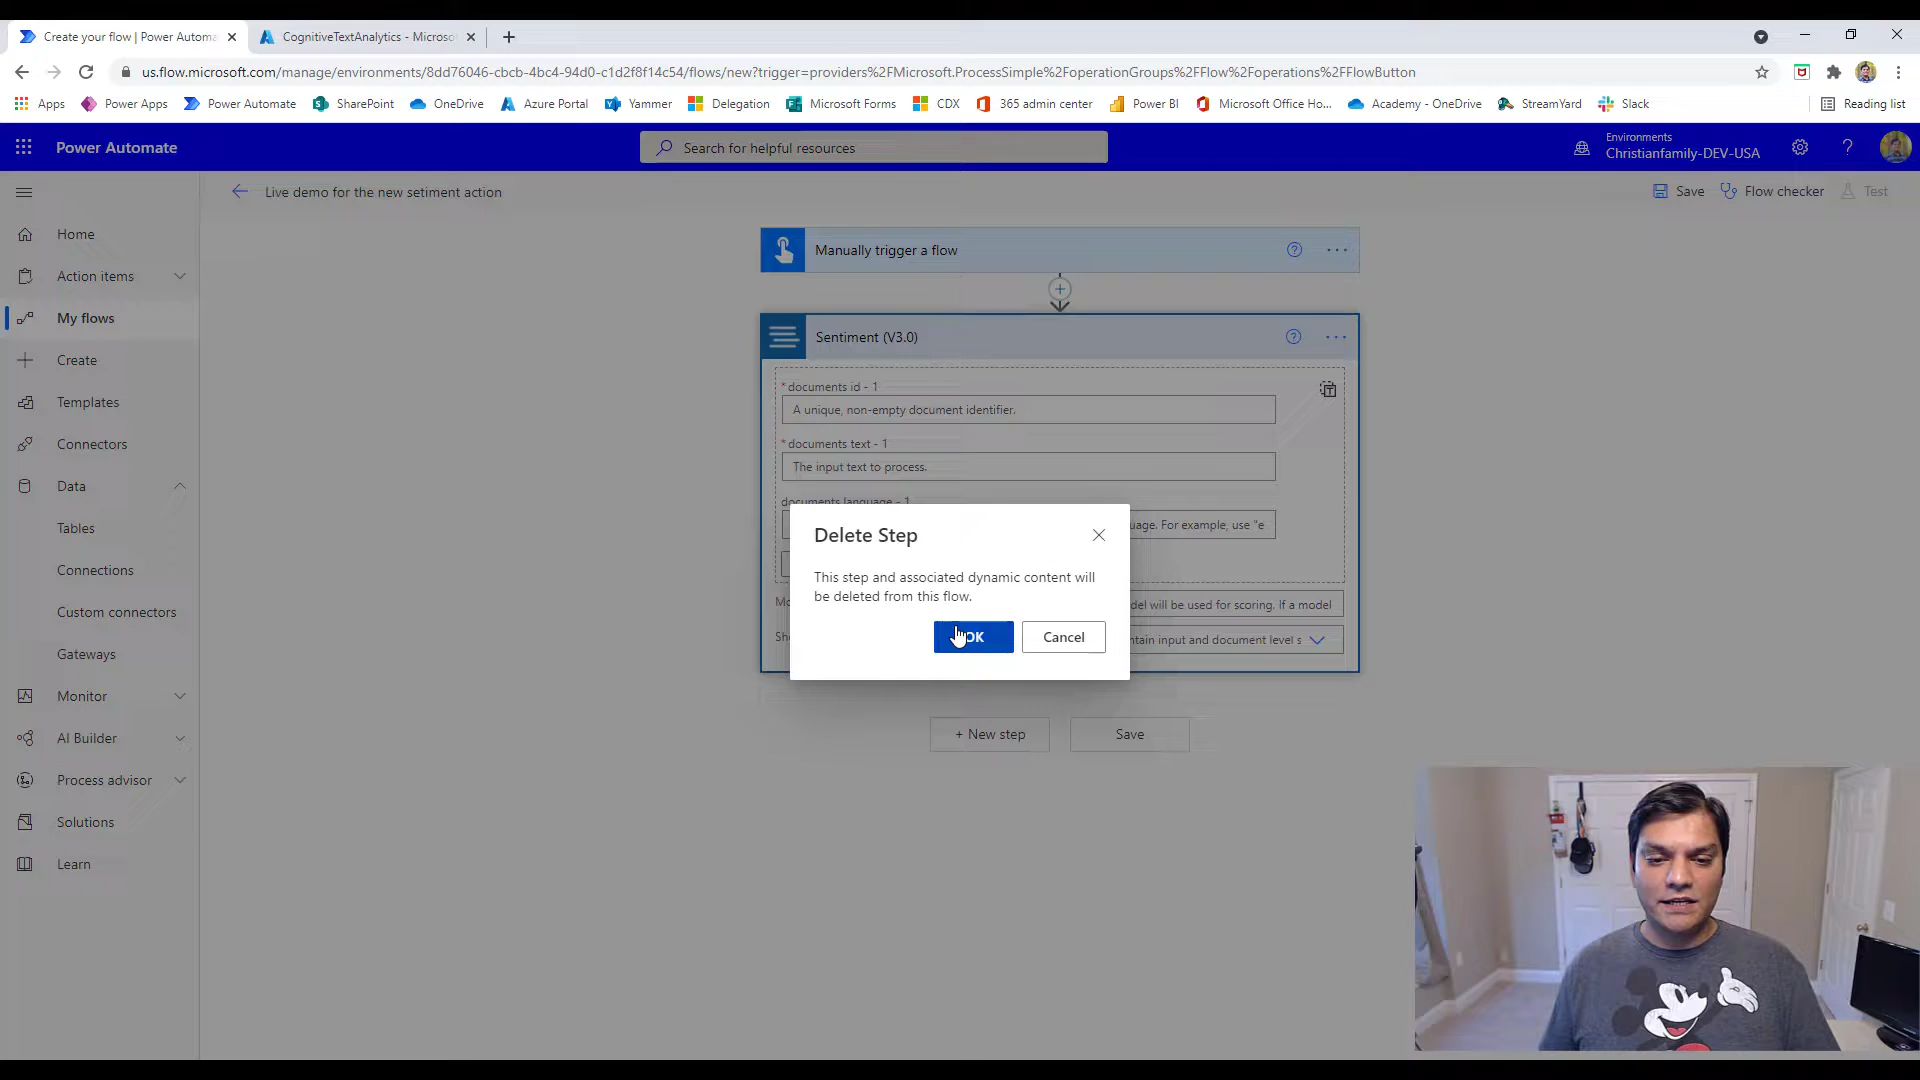 Create your flow | Power Automa
CognitiveTextAnalytics - Microso
us.flow.microsoft.com/manage/environments/8dd76046-cbcb-4bc4-94d0-c1d2f8f14c54/flows/new?trigger=providers%2FMicrosoft.ProcessSimple%2FoperationGroups%2FFlow%2Foperations%2FFlowButton
Apps Power Apps Power Automate SharePoint OneDrive Azure Portal Yammer Delegation Microsoft Forms CDX 365 admin center Power BI Microsoft Office Ho... Academy - OneDrive StreamYard Slack Reading list
Power Automate
Search for helpful resources
Environments
Christianfamily-DEV-USA
Live demo for the new setiment action
Save Flow checker Test
Home
Action items
My flows
Create
Templates
Connectors
Data
Tables
Connections
Custom connectors
Gateways
Monitor
AI Builder
Process advisor
Solutions
Learn
Manually trigger a flow
Sentiment (V3.0)
* documents id - 1
A unique, non-empty document identifier.
* documents text - 1
The input text to process.
documents language - 1
uage. For example, use "e
Mo
del will be used for scoring. If a model
Sh
ntain input and document level s
Delete Step
This step and associated dynamic content will
be deleted from this flow.
OK
Cancel
+ New step
Save